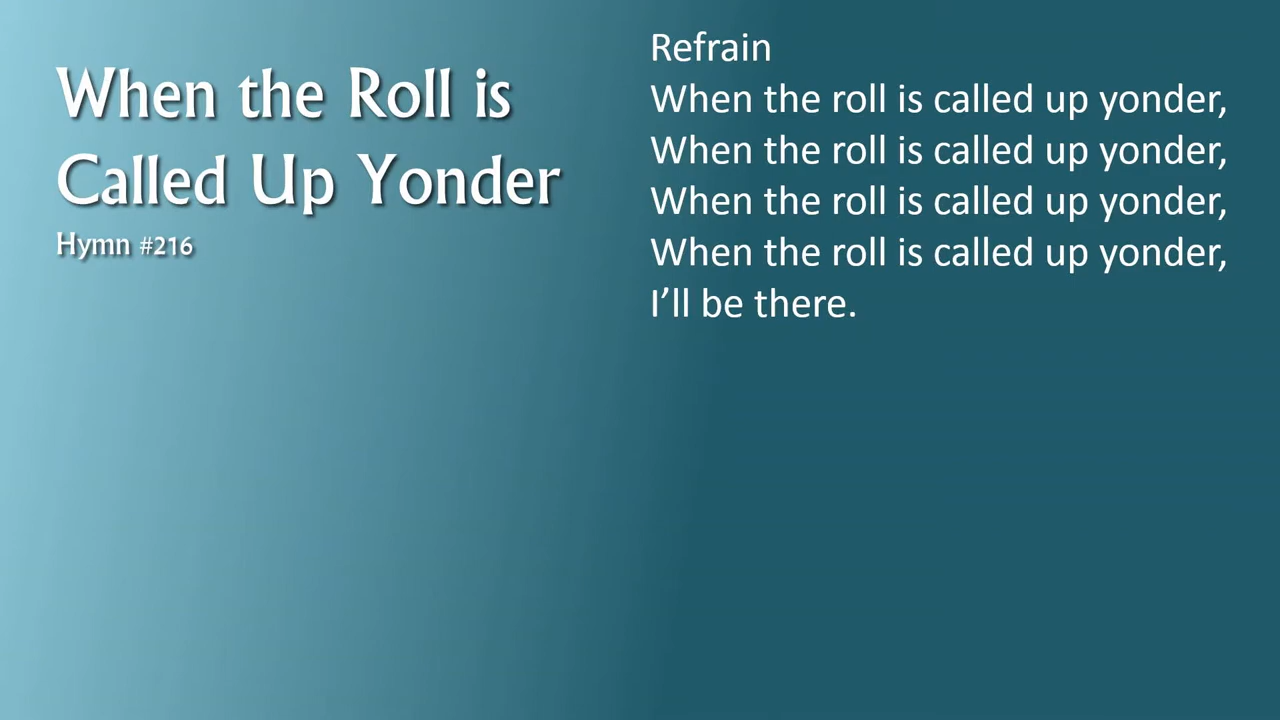 When the Roll is
Called Up Yonder
Hymn #216
Refrain
When the roll is called up yonder,
When the roll is called up yonder,
When the roll is called up yonder,
When the roll is called up yonder,
I’ll be there.